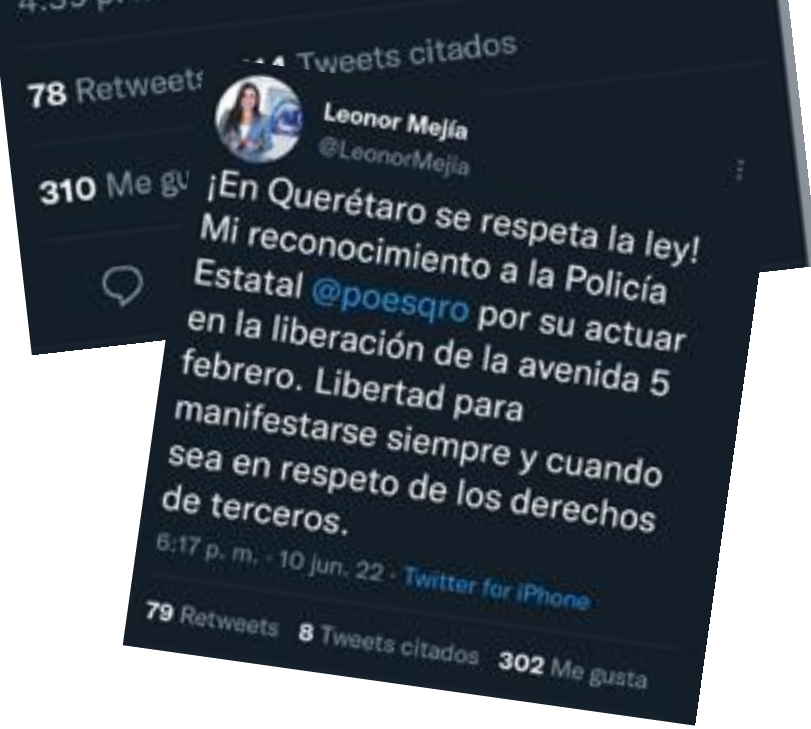 78 Retweets
Tweets citados
310 Me gu
Leonor Mejía
@LeonorMejia
¡En Querétaro se respeta la ley!
Mi reconocimiento a la Policía
Estatal @poesqro por su actuar
en la liberación de la avenida 5
febrero. Libertad para
manifestarse siempre y cuando
sea en respeto de los derechos
de terceros.
6:17 p. m. · 10 jun. 22 · Twitter for iPhone
79 Retweets 8 Tweets citados 302 Me gusta